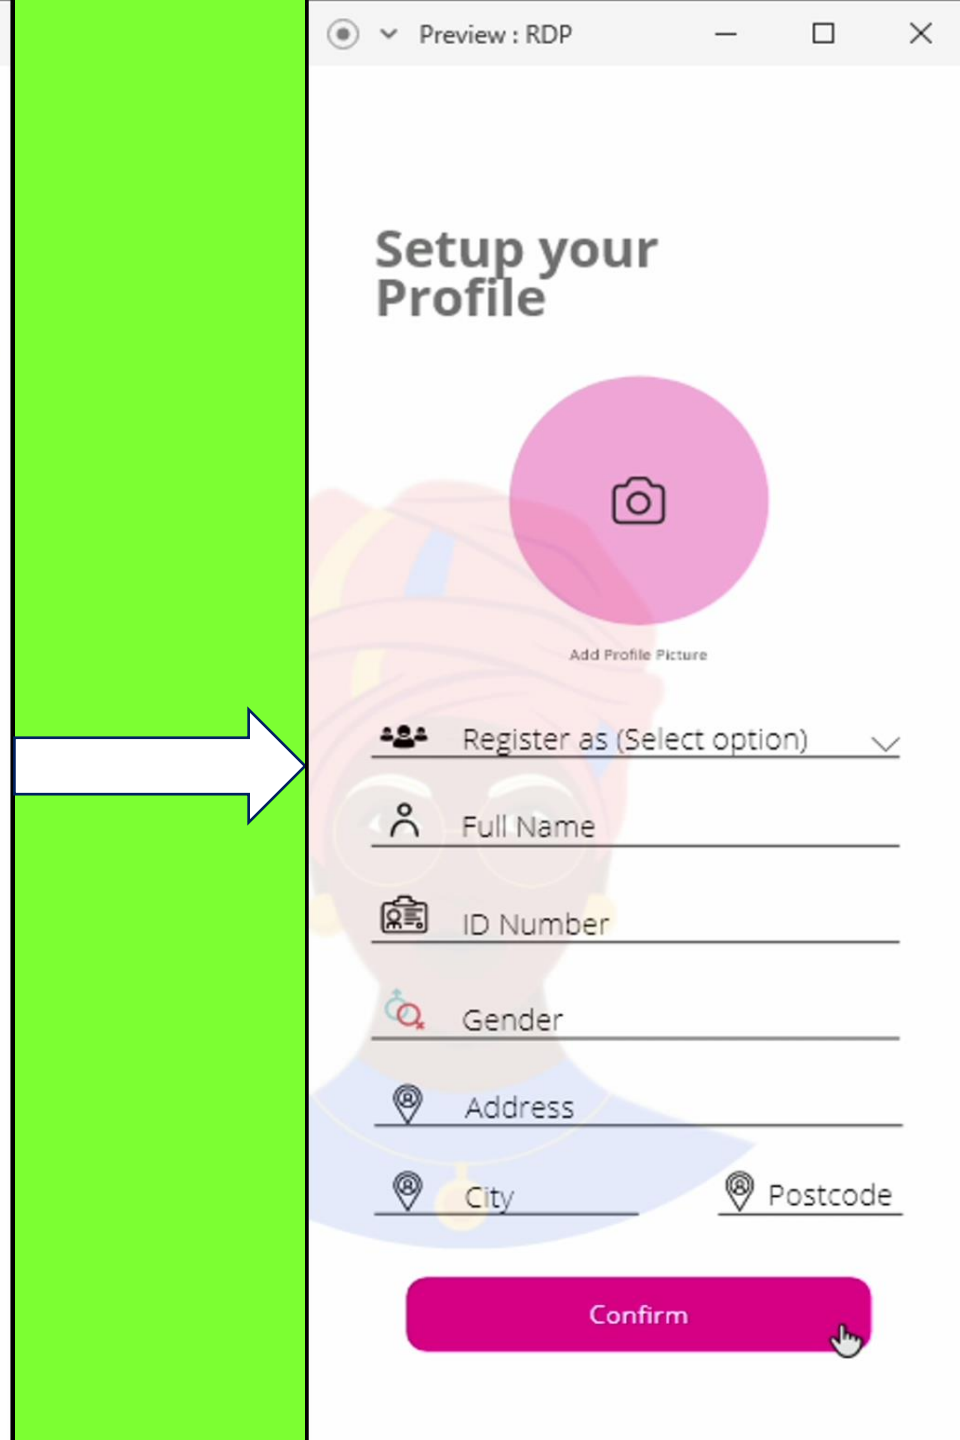 Preview : RDP
Setup your
Profile
Add Profile Picture
Register as (Select option)
Full Name
ID Number
Gender
Address
City
Postcode
Confirm